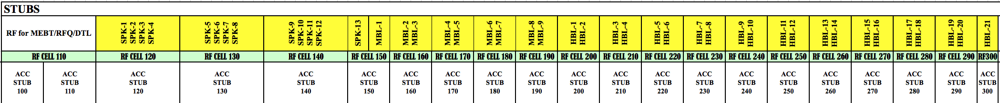 STUBS
RF for MEBT/RFQ/DTL
SPK-1
SPK-2
SPK-3
SPK-4
SPK-5
SPK-6
SPK-7
SPK-8
SPK-9
SPK-10
SPK-11
SPK-12
SPK-13
MBL-1
MBL-2
MBL-3
MBL-4
MBL-5
MBL-6
MBL-7
MBL-8
MBL-9
HBL-1
HBL-2
HBL-3
HBL-4
HBL-5
HBL-6
HBL-7
HBL-8
HBL-9
HBL-10
HBL-11
HBL-12
HBL-13
HBL-14
HBL-15
HBL-16
HBL-17
HBL-18
HBL-19
HBL-20
HBL-21
RF CELL 110
RF CELL 120
RF CELL 130
RF CELL 140
RF CELL 150
RF CELL 160
RF CELL 170
RF CELL 180
RF CELL 190
RF CELL 200
RF CELL 210
RF CELL 220
RF CELL 230
RF CELL 240
RF CELL 250
RF CELL 260
RF CELL 270
RF CELL 280
RF CELL 290
RF300
ACC
STUB
100
ACC
STUB
110
ACC
STUB
120
ACC
STUB
130
ACC
STUB
140
ACC
STUB
150
ACC
STUB
160
ACC
STUB
170
ACC
STUB
180
ACC
STUB
190
ACC
STUB
200
ACC
STUB
210
ACC
STUB
220
ACC
STUB
230
ACC
STUB
240
ACC
STUB
250
ACC
STUB
260
ACC
STUB
270
ACC
STUB
280
ACC
STUB
290
ACC
STUB
300